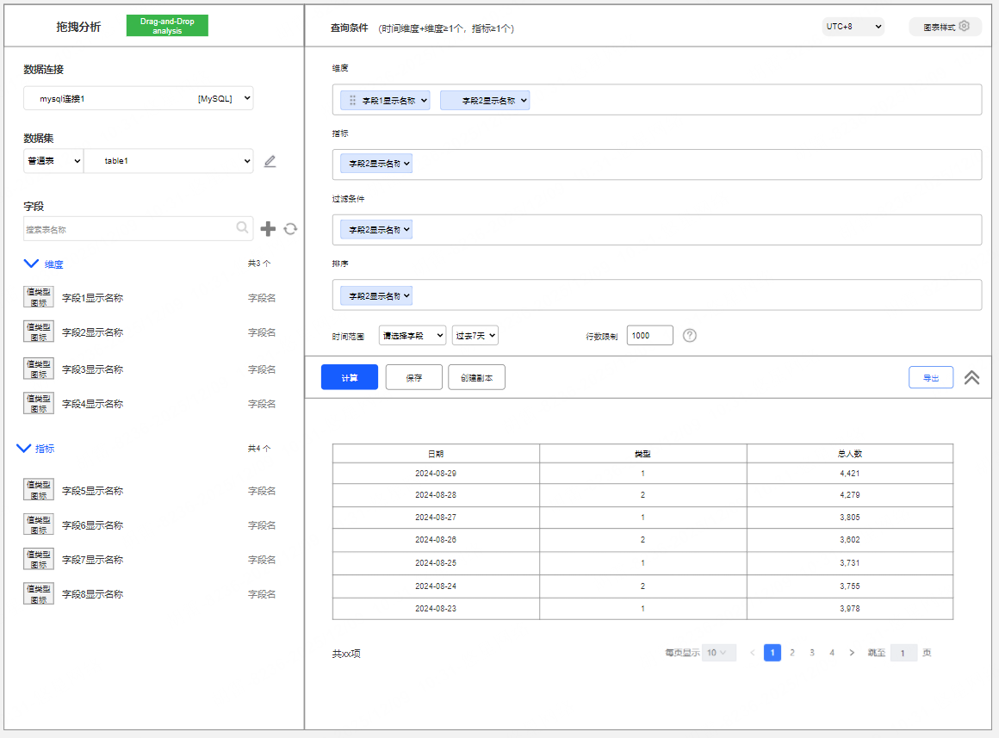 拖拽分析
Drag-and-Drop
analysis
数据连接
mysql连接1 [MySQL]
数据集
普通表 table1
字段
搜索表名称
维度 共3 个
值类型
图标
字段1显示名称 字段名
值类型
图标
字段2显示名称 字段名
值类型
图标
字段3显示名称 字段名
值类型
图标
字段4显示名称 字段名
指标 共4 个
值类型
图标
字段5显示名称 字段名
值类型
图标
字段6显示名称 字段名
值类型
图标
字段7显示名称 字段名
值类型
图标
字段8显示名称 字段名
查询条件 (时间维度+维度≥1个，指标≥1个)
UTC+8 图表样式
维度
字段1显示名称 字段2显示名称
指标
字段2显示名称
过滤条件
字段2显示名称
排序
字段2显示名称
时间范围 请选择字段 过去7天 行数限制 1000 ?
计算 保存 创建副本 导出
日期 类型 总人数
2024-08-29 1 4,421
2024-08-28 2 4,279
2024-08-27 1 3,805
2024-08-26 2 3,602
2024-08-25 1 3,731
2024-08-24 2 3,755
2024-08-23 1 3,978
共xx项 每页显示 10 < 1 2 3 4 > 跳至 1 页